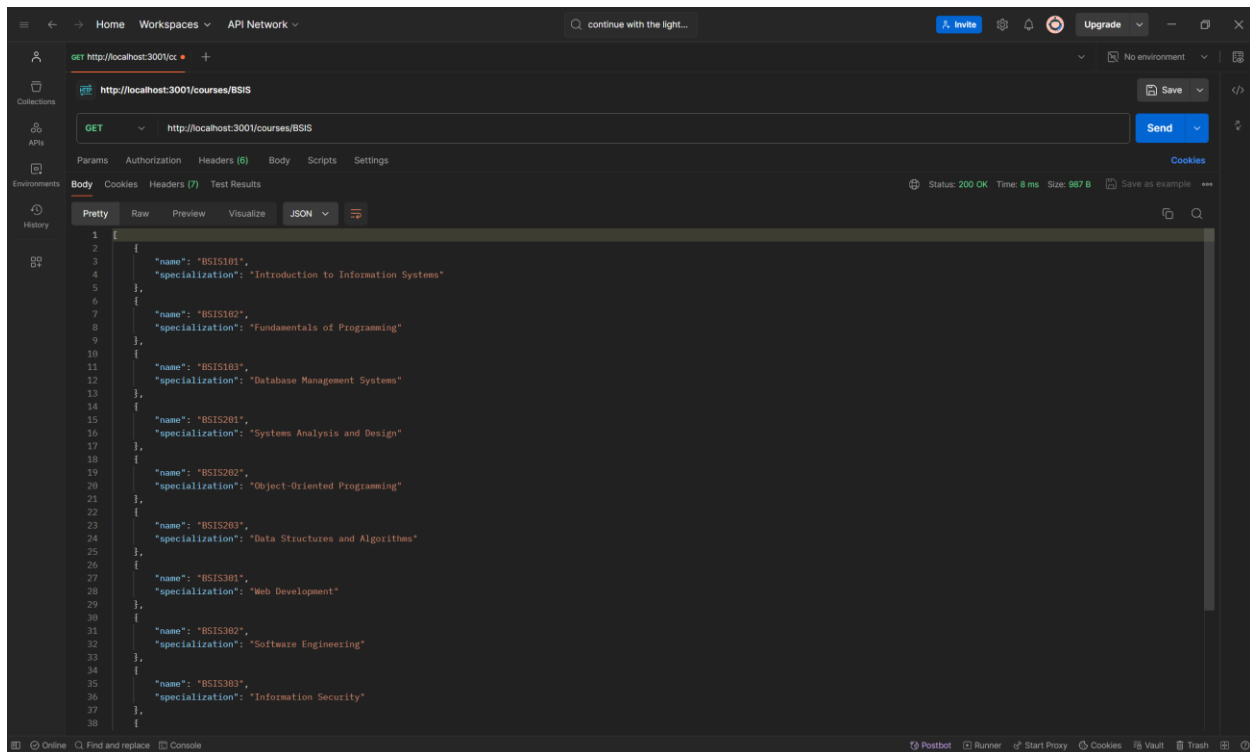 Home Workspaces API Network continue with the light... Invite Upgrade
GET http://localhost:3001/cc No environment
Collections
HTTP http://localhost:3001/courses/BSIS Save
APIs
GET http://localhost:3001/courses/BSIS Send
Params Authorization Headers (6) Body Scripts Settings Cookies
Environments
Body Cookies Headers (7) Test Results Status: 200 OK Time: 8 ms Size: 987 B Save as example
History
Pretty Raw Preview Visualize JSON
1 [
2 {
3 "name": "BSIS101",
4 "specialization": "Introduction to Information Systems"
5 },
6 {
7 "name": "BSIS102",
8 "specialization": "Fundamentals of Programming"
9 },
10 {
11 "name": "BSIS103",
12 "specialization": "Database Management Systems"
13 },
14 {
15 "name": "BSIS201",
16 "specialization": "Systems Analysis and Design"
17 },
18 {
19 "name": "BSIS202",
20 "specialization": "Object-Oriented Programming"
21 },
22 {
23 "name": "BSIS203",
24 "specialization": "Data Structures and Algorithms"
25 },
26 {
27 "name": "BSIS301",
28 "specialization": "Web Development"
29 },
30 {
31 "name": "BSIS302",
32 "specialization": "Software Engineering"
33 },
34 {
35 "name": "BSIS303",
36 "specialization": "Information Security"
37 },
38 {
Online Find and replace Console Postbot Runner Start Proxy Cookies Vault Trash